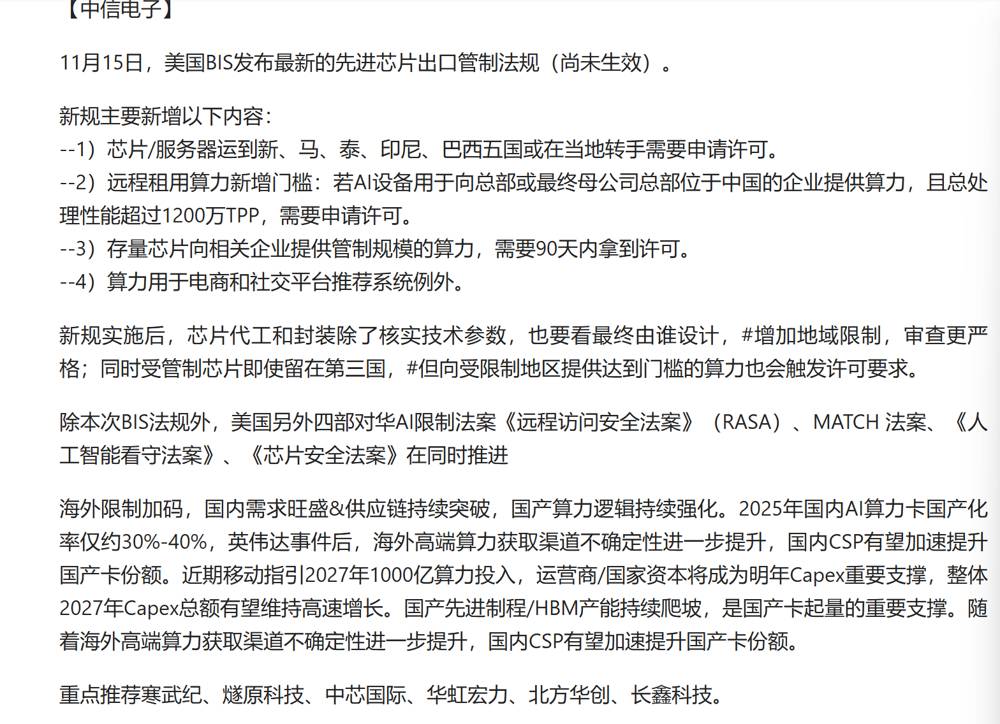 【中信电子】
11月15日，美国BIS发布最新的先进芯片出口管制法规（尚未生效）。
新规主要新增以下内容：
--1）芯片/服务器运到新、马、泰、印尼、巴西五国或在当地转手需要申请许可。
--2）远程租用算力新增门槛：若AI设备用于向总部或最终母公司总部位于中国的企业提供算力，且总处
理性能超过1200万TPP，需要申请许可。
--3）存量芯片向相关企业提供管制规模的算力，需要90天内拿到许可。
--4）算力用于电商和社交平台推荐系统例外。
新规实施后，芯片代工和封装除了核实技术参数，也要看最终由谁设计，#增加地域限制，审查更严
格；同时受管制芯片即使留在第三国，#但向受限制地区提供达到门槛的算力也会触发许可要求。
除本次BIS法规外，美国另外四部对华AI限制法案《远程访问安全法案》（RASA）、MATCH 法案、《人
工智能看守法案》、《芯片安全法案》在同时推进
海外限制加码，国内需求旺盛&供应链持续突破，国产算力逻辑持续强化。2025年国内AI算力卡国产化
率仅约30%-40%，英伟达事件后，海外高端算力获取渠道不确定性进一步提升，国内CSP有望加速提升
国产卡份额。近期移动指引2027年1000亿算力投入，运营商/国家资本将成为明年Capex重要支撑，整体
2027年Capex总额有望维持高速增长。国产先进制程/HBM产能持续爬坡，是国产卡起量的重要支撑。随
着海外高端算力获取渠道不确定性进一步提升，国内CSP有望加速提升国产卡份额。
重点推荐寒武纪、燧原科技、中芯国际、华虹宏力、北方华创、长鑫科技。